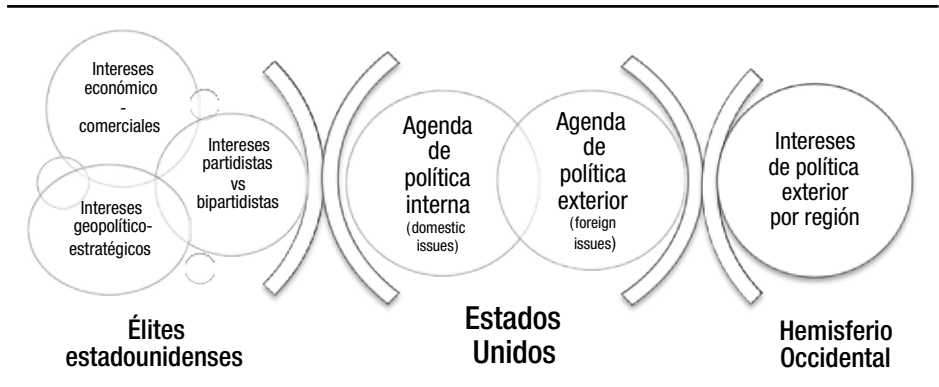 Intereses
económico
-
comerciales
Intereses
partidistas
vs
bipartidistas
Intereses
geopolítico-
estratégicos
Élites
estadounidenses
Agenda
de
política
interna
(domestic
issues)
Agenda
de
política
exterior
(foreign
issues)
Estados
Unidos
Intereses
de política
exterior
por región
Hemisferio
Occidental